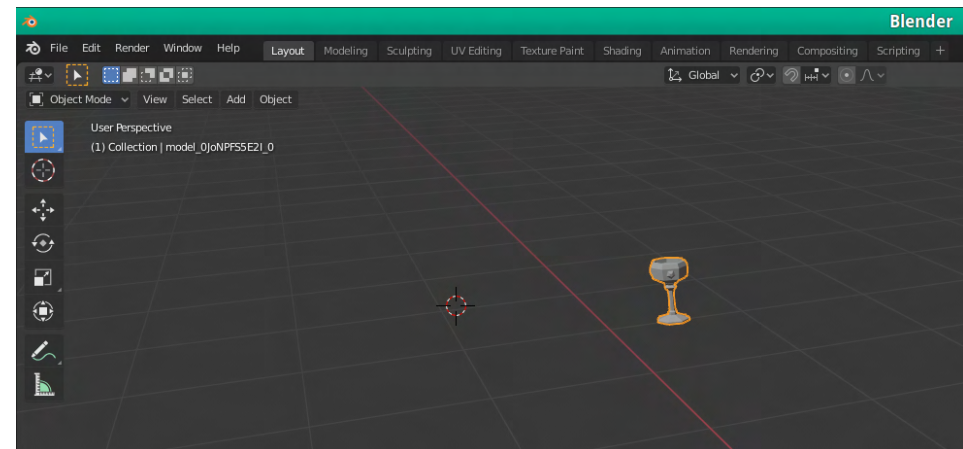 Blender
File Edit Render Window Help Layout Modeling Sculpting UV Editing Texture Paint Shading Animation Rendering Compositing Scripting +
Global
Object Mode View Select Add Object
User Perspective
(1) Collection | model_0JoNPFS5E2I_0